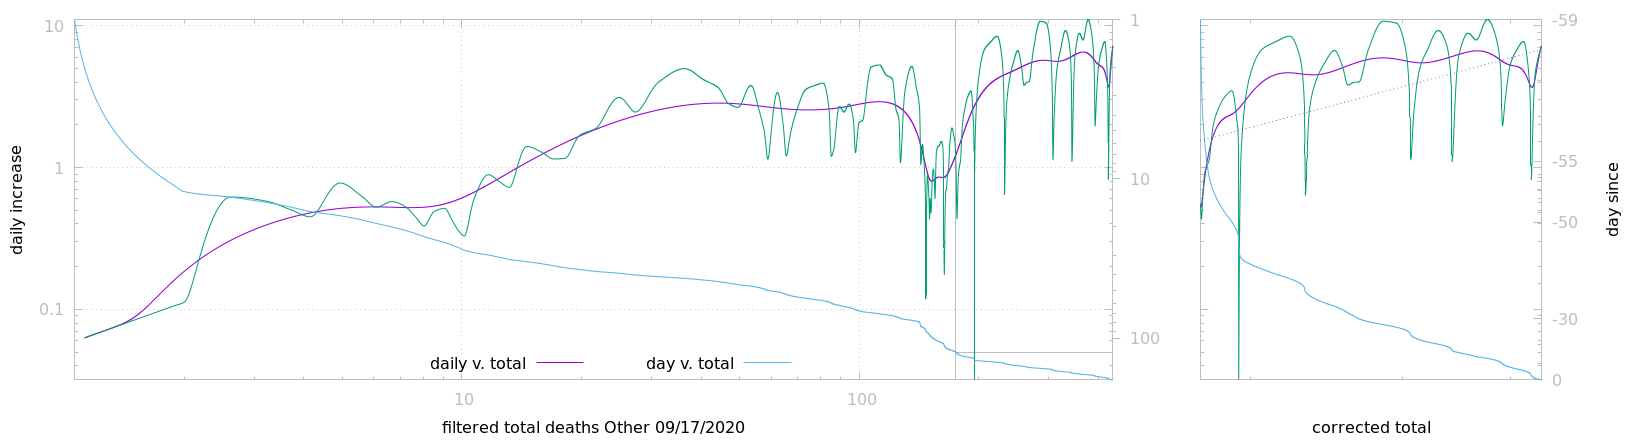 10
1
0.1
daily increase
daily v. total
day v. total
10
100
filtered total deaths Other 09/17/2020
1
10
100
-59
-55
-50
-30
0
day since
corrected total